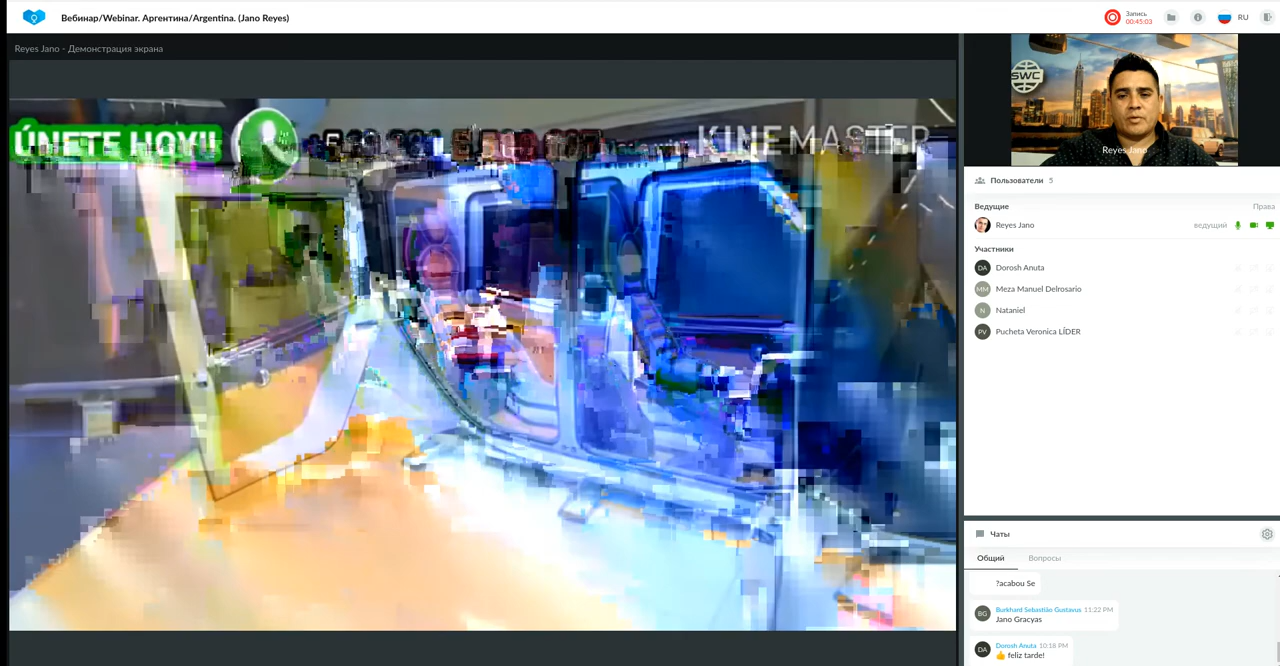 Вебинар/Webinar. Аргентина/Argentina. (Jano Reyes)
Запись
00:45:03
RU
Reyes Jano - Демонстрация экрана
ÚNETE HOY!!
KINEMASTER
SWC
Reyes Jano
Пользователи 5
Ведущие Права
Reyes Jano ведущий
Участники
DA Dorosh Anuta
MM Meza Manuel Delrosario
N Nataniel
PV Pucheta Veronica LÍDER
Чаты
Общий Вопросы
?acabou Se
BG Burkhard Sebastião Gustavus 11:22 PM
Jano Gracyas
DA Dorosh Anuta 10:18 PM
👍 feliz tarde!